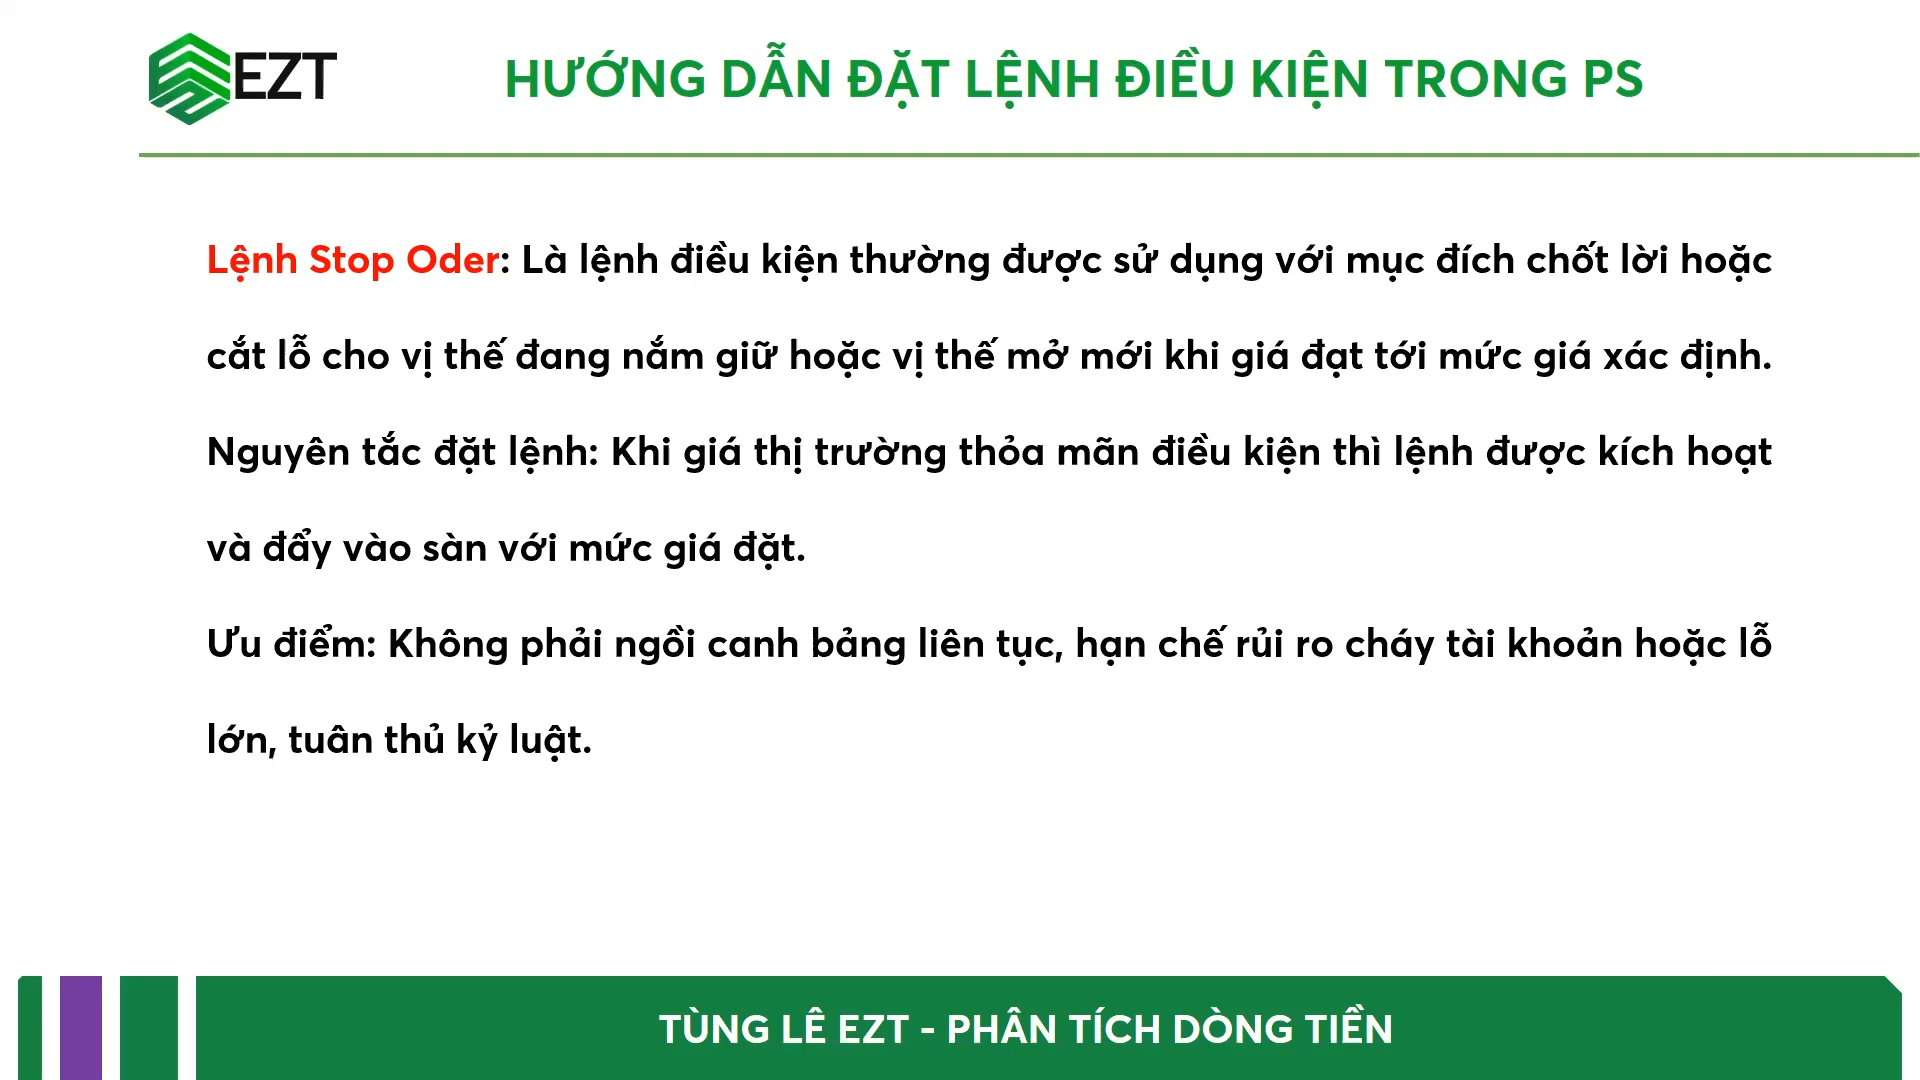 EZT
HƯỚNG DẪN ĐẶT LỆNH ĐIỀU KIỆN TRONG PS
Lệnh Stop Oder: Là lệnh điều kiện thường được sử dụng với mục đích chốt lời hoặc
cắt lỗ cho vị thế đang nắm giữ hoặc vị thế mở mới khi giá đạt tới mức giá xác định.
Nguyên tắc đặt lệnh: Khi giá thị trường thỏa mãn điều kiện thì lệnh được kích hoạt
và đẩy vào sàn với mức giá đặt.
Ưu điểm: Không phải ngồi canh bảng liên tục, hạn chế rủi ro cháy tài khoản hoặc lỗ
lớn, tuân thủ kỷ luật.
TÙNG LÊ EZT - PHÂN TÍCH DÒNG TIỀN